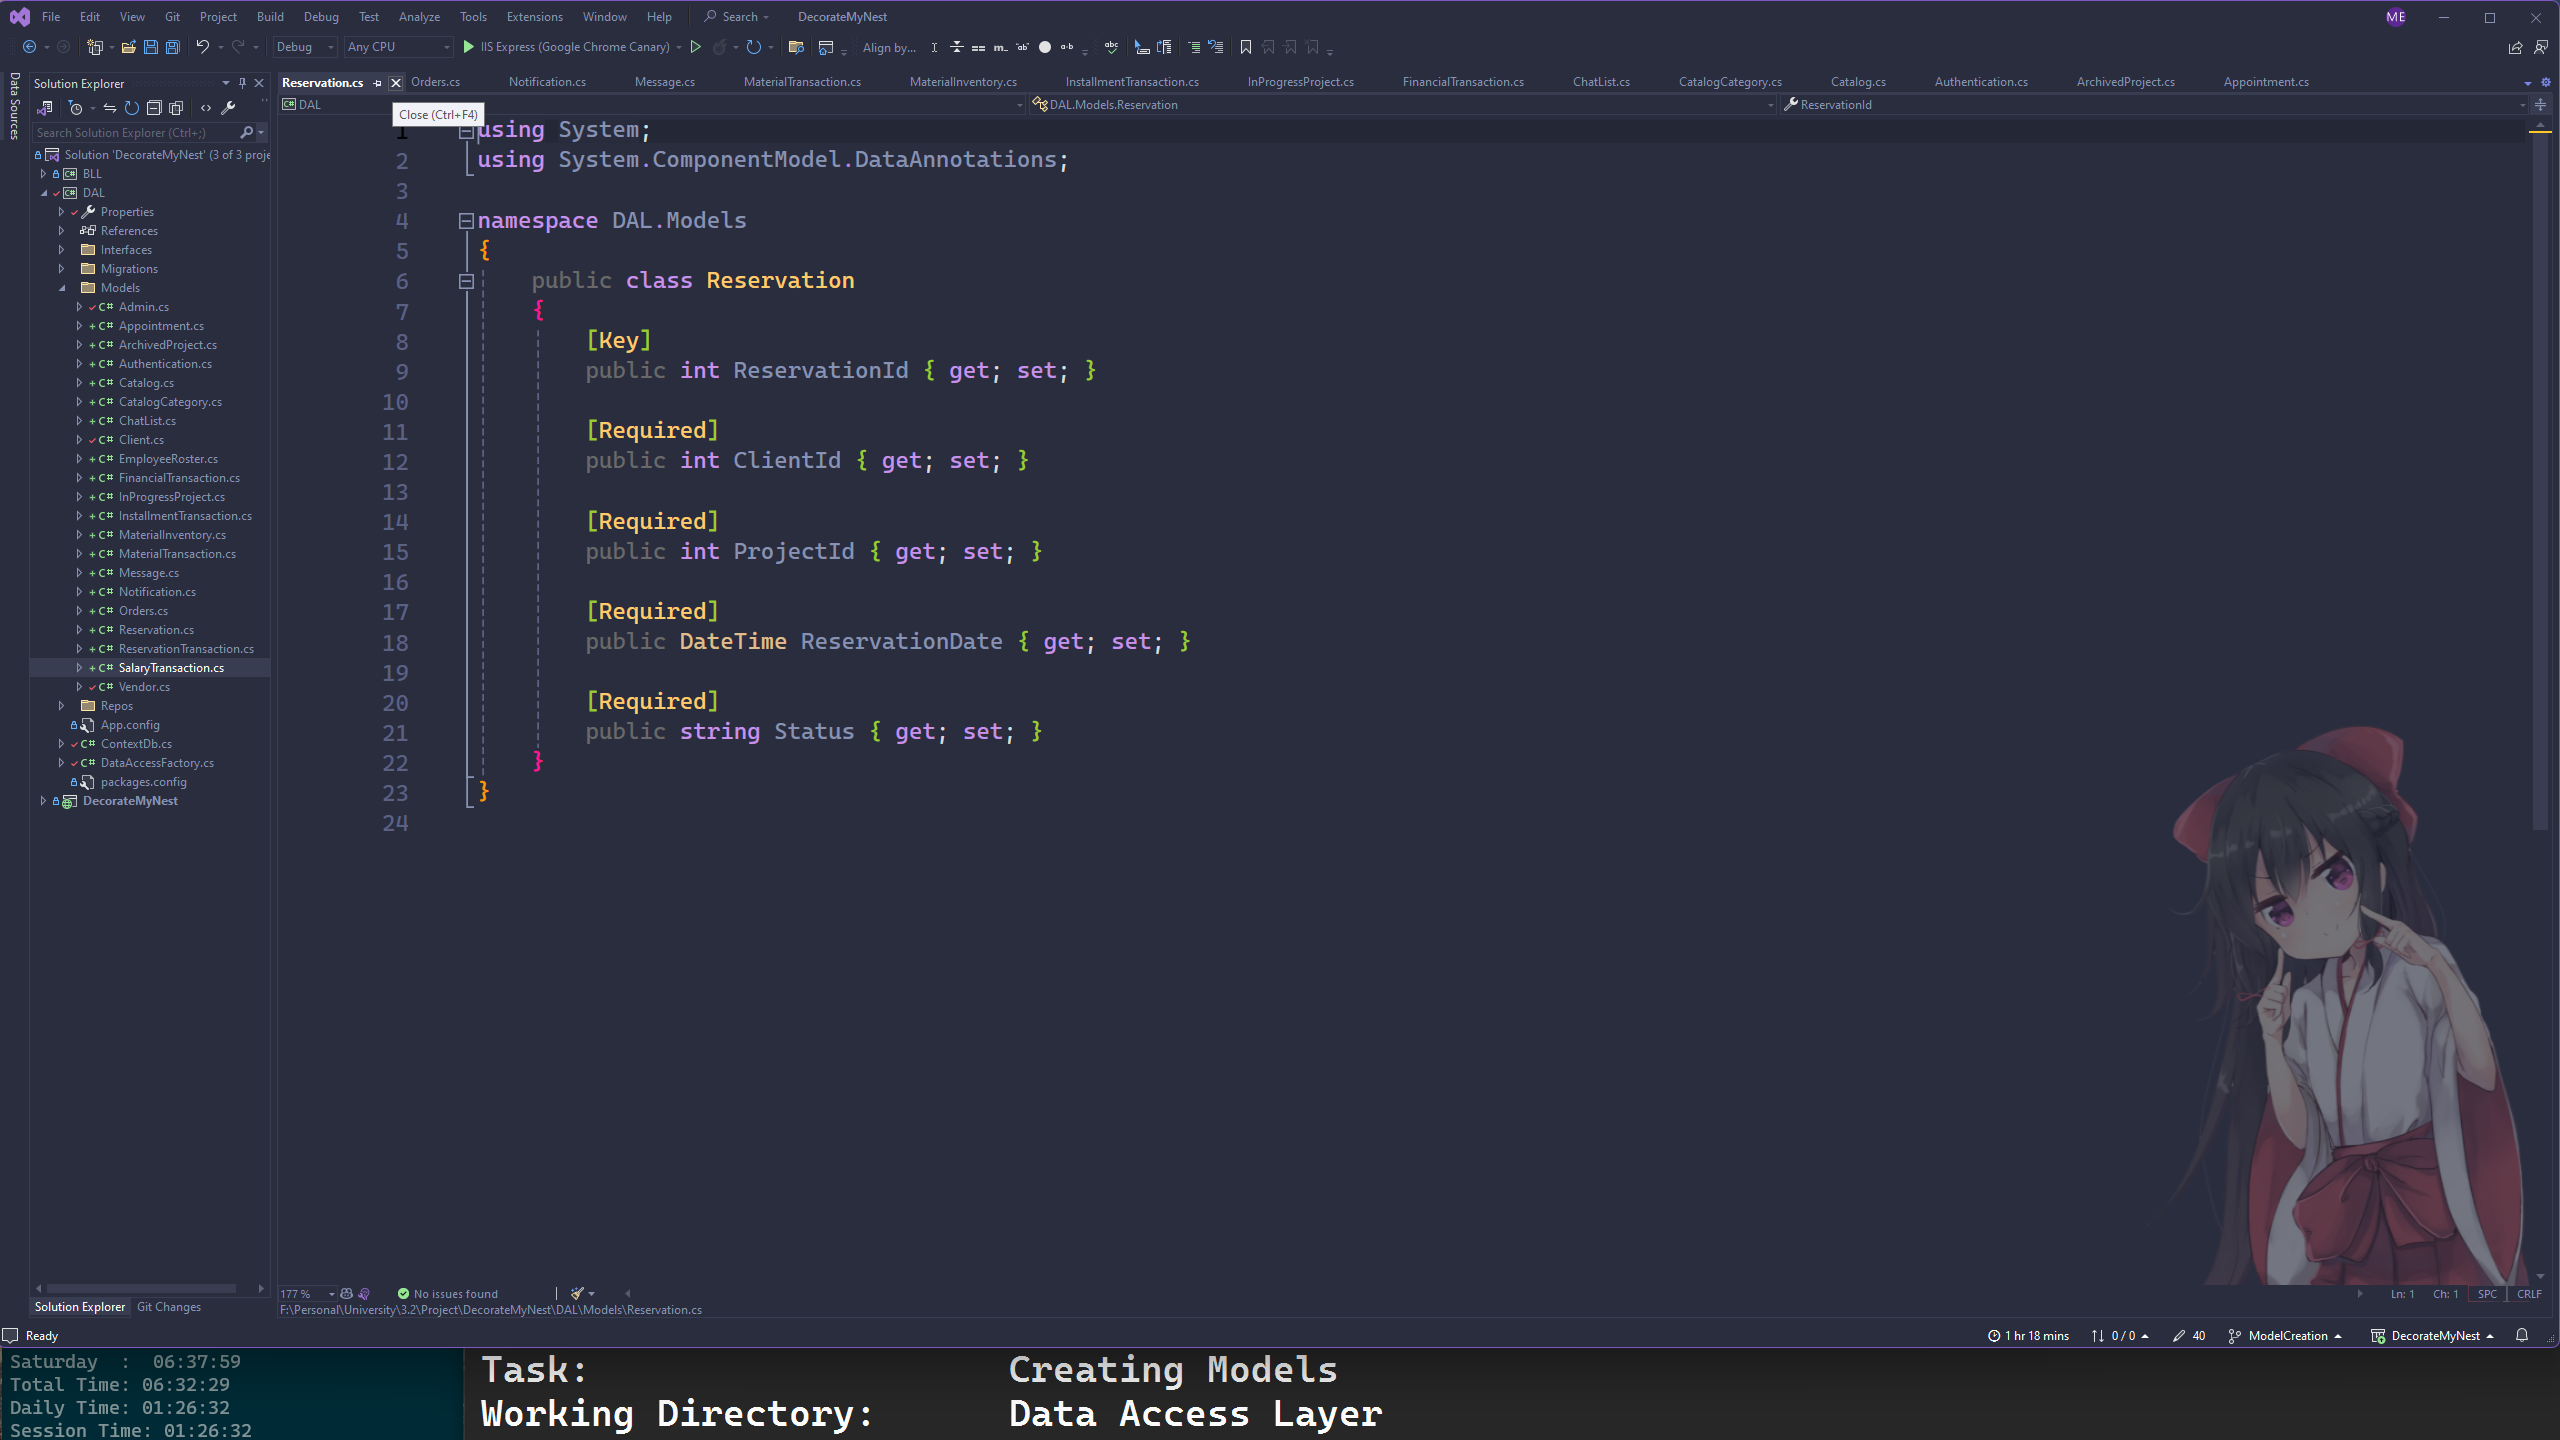 File Edit View Git Project Build Debug Test Analyze Tools Extensions Window Help Search DecorateMyNest ME
Debug Any CPU IIS Express (Google Chrome Canary) Align by...
Data Sources
Solution Explorer
Reservation.cs Orders.cs Notification.cs Message.cs MaterialTransaction.cs MaterialInventory.cs InstallmentTransaction.cs InProgressProject.cs FinancialTransaction.cs ChatList.cs CatalogCategory.cs Catalog.cs Authentication.cs ArchivedProject.cs Appointment.cs
DAL DAL.Models.Reservation ReservationId
Close (Ctrl+F4)
Search Solution Explorer (Ctrl+;)
Solution 'DecorateMyNest' (3 of 3 proje
BLL
DAL
Properties
References
Interfaces
Migrations
Models
Admin.cs
Appointment.cs
ArchivedProject.cs
Authentication.cs
Catalog.cs
CatalogCategory.cs
ChatList.cs
Client.cs
EmployeeRoster.cs
FinancialTransaction.cs
InProgressProject.cs
InstallmentTransaction.cs
MaterialInventory.cs
MaterialTransaction.cs
Message.cs
Notification.cs
Orders.cs
Reservation.cs
ReservationTransaction.cs
SalaryTransaction.cs
Vendor.cs
Repos
App.config
ContextDb.cs
DataAccessFactory.cs
packages.config
DecorateMyNest
1 using System;
2 using System.ComponentModel.DataAnnotations;
3
4 namespace DAL.Models
5 {
6 public class Reservation
7 {
8 [Key]
9 public int ReservationId { get; set; }
10
11 [Required]
12 public int ClientId { get; set; }
13
14 [Required]
15 public int ProjectId { get; set; }
16
17 [Required]
18 public DateTime ReservationDate { get; set; }
19
20 [Required]
21 public string Status { get; set; }
22 }
23 }
24
177 % No issues found Ln: 1 Ch: 1 SPC CRLF
Solution Explorer Git Changes
F:\Personal\University\3.2\Project\DecorateMyNest\DAL\Models\Reservation.cs
Ready 1 hr 18 mins 0 / 0 40 ModelCreation DecorateMyNest
Saturday : 06:37:59
Total Time: 06:32:29
Daily Time: 01:26:32
Session Time: 01:26:32
Task: Creating Models
Working Directory: Data Access Layer